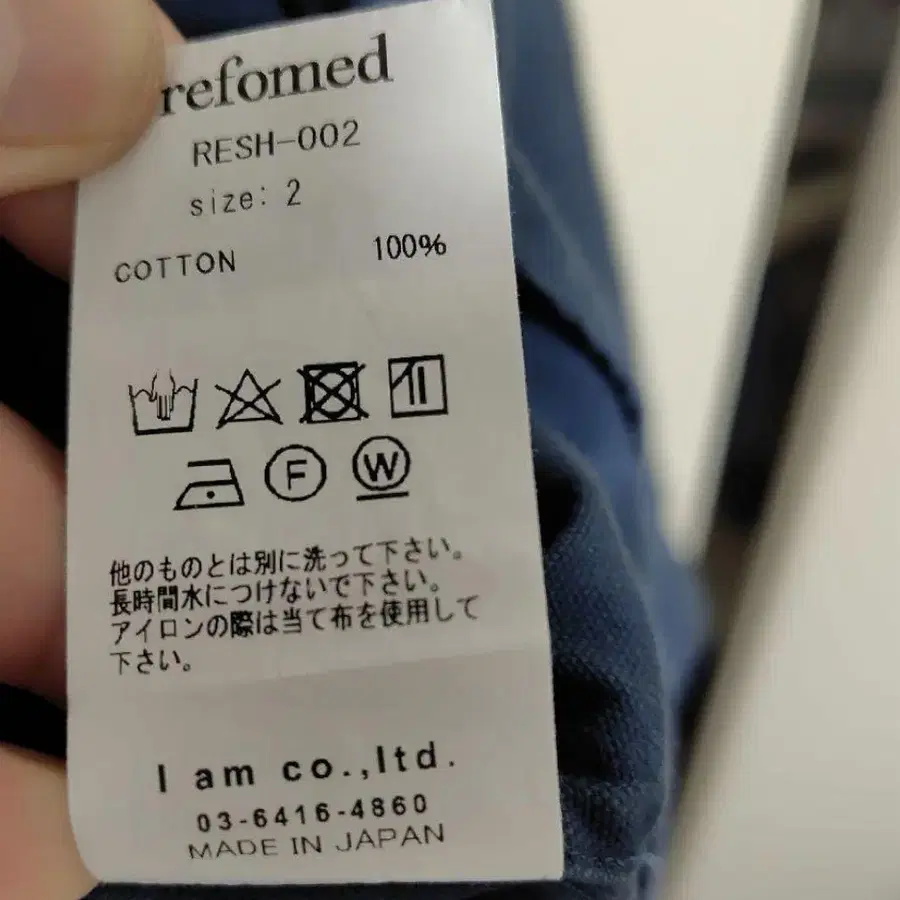 refomed
RESH-002
size: 2
COTTON 100%
F W
他のものとは別に洗って下さい。
長時間水につけないで下さい。
アイロンの際は当て布を使用して
下さい。
I am co.,ltd.
03-6416-4860
MADE IN JAPAN